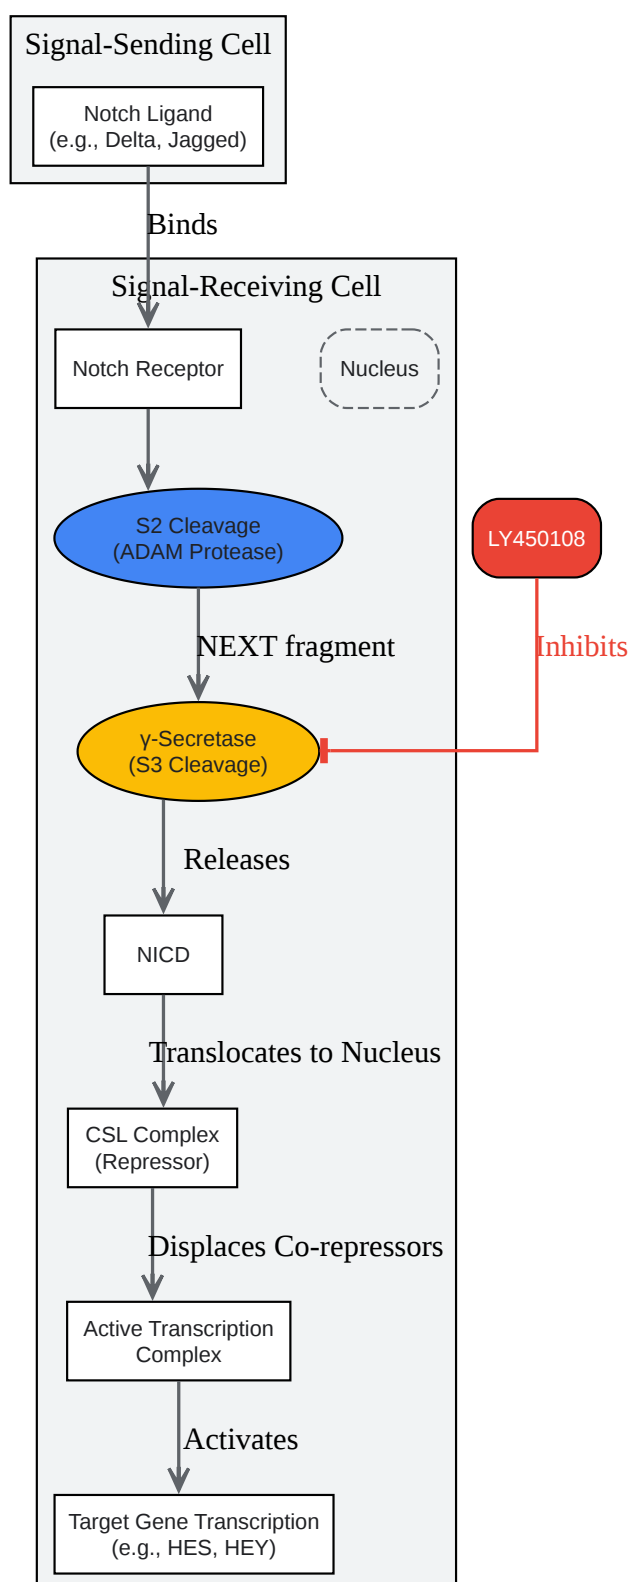 Signal-Sending Cell
Notch Ligand
(e.g., Delta, Jagged)
Binds
Signal-Receiving Cell
Notch Receptor
Nucleus
S2 Cleavage
(ADAM Protease)
LY450108
NEXT fragment
Inhibits
γ-Secretase
(S3 Cleavage)
Releases
NICD
Translocates to Nucleus
CSL Complex
(Repressor)
Displaces Co-repressors
Active Transcription
Complex
Activates
Target Gene Transcription
(e.g., HES, HEY)